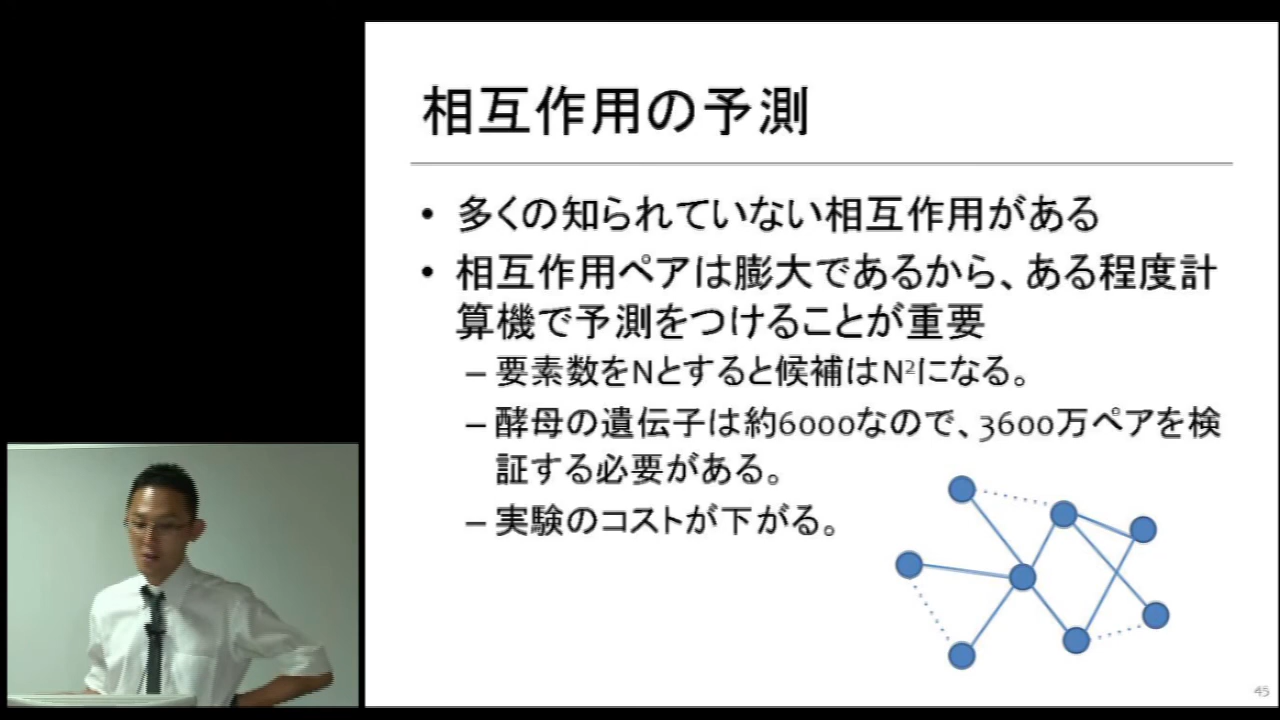 相互作用の予測
• 多くの知られていない相互作用がある
• 相互作用ペアは膨大であるから、ある程度計
算機で予測をつけることが重要
– 要素数をNとすると候補はN²になる。
– 酵母の遺伝子は約6000なので、3600万ペアを検
証する必要がある。
– 実験のコストが下がる。
45